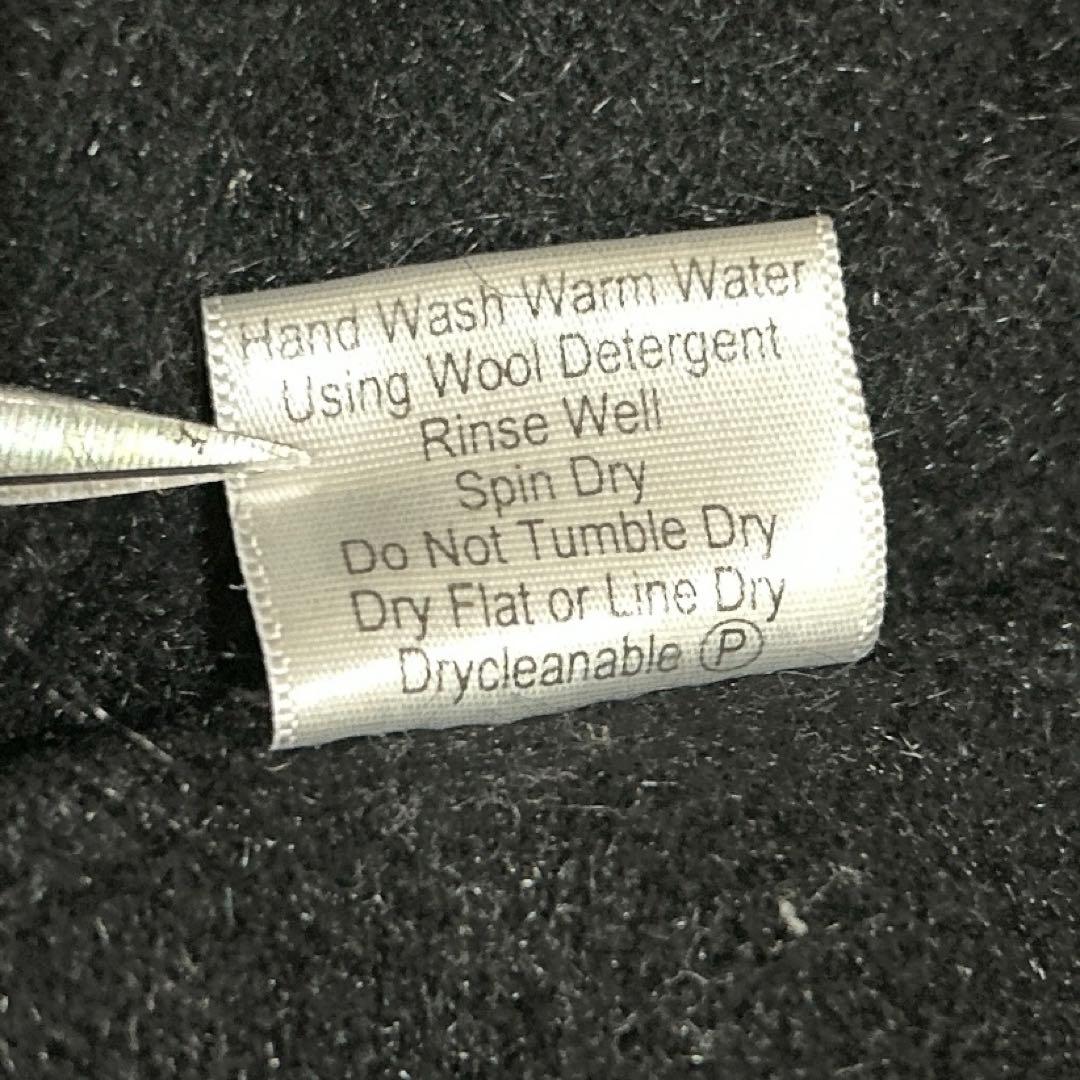 Hand Wash Warm Water
Using Wool Detergent
Rinse Well
Spin Dry
Do Not Tumble Dry
Dry Flat or Line Dry
Drycleanable Ⓟ